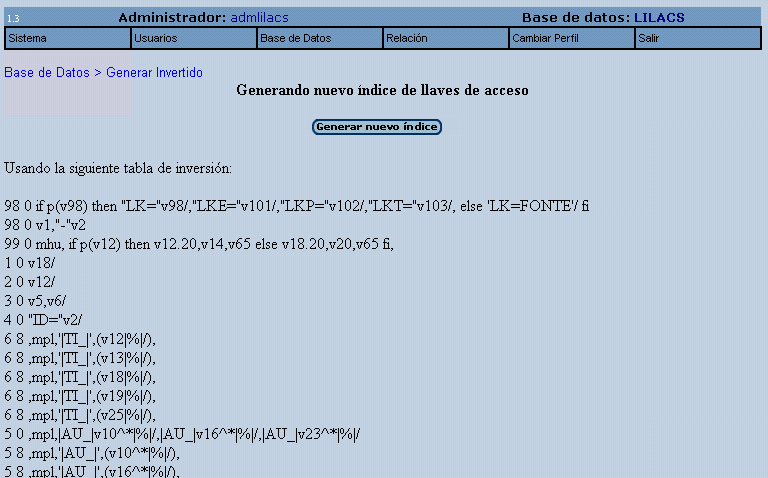 1.3 Administrador: admlilacs Base de datos: LILACS
Sistema Usuarios Base de Datos Relación Cambiar Perfil Salir
Base de Datos > Generar Invertido
Generando nuevo índice de llaves de acceso
Generar nuevo índice
Usando la siguiente tabla de inversión:
98 0 if p(v98) then "LK="v98/,"LKE="v101/,"LKP="v102/,"LKT="v103/, else 'LK=FONTE'/ fi
98 0 v1,"-"v2
99 0 mhu, if p(v12) then v12.20,v14,v65 else v18.20,v20,v65 fi,
1 0 v18/
2 0 v12/
3 0 v5,v6/
4 0 "ID="v2/
6 8 ,mpl,'|TI_|',(v12|%|/),
6 8 ,mpl,'|TI_|',(v13|%|/),
6 8 ,mpl,'|TI_|',(v18|%|/),
6 8 ,mpl,'|TI_|',(v19|%|/),
6 8 ,mpl,'|TI_|',(v25|%|/),
5 0 ,mpl,|AU_|v10^*|%|/,|AU_|v16^*|%|/,|AU_|v23^*|%|/
5 8 ,mpl,'|AU_|',(v10^*|%|/),
5 8 ,mpl,'|AU_|',(v16^*|%|/),